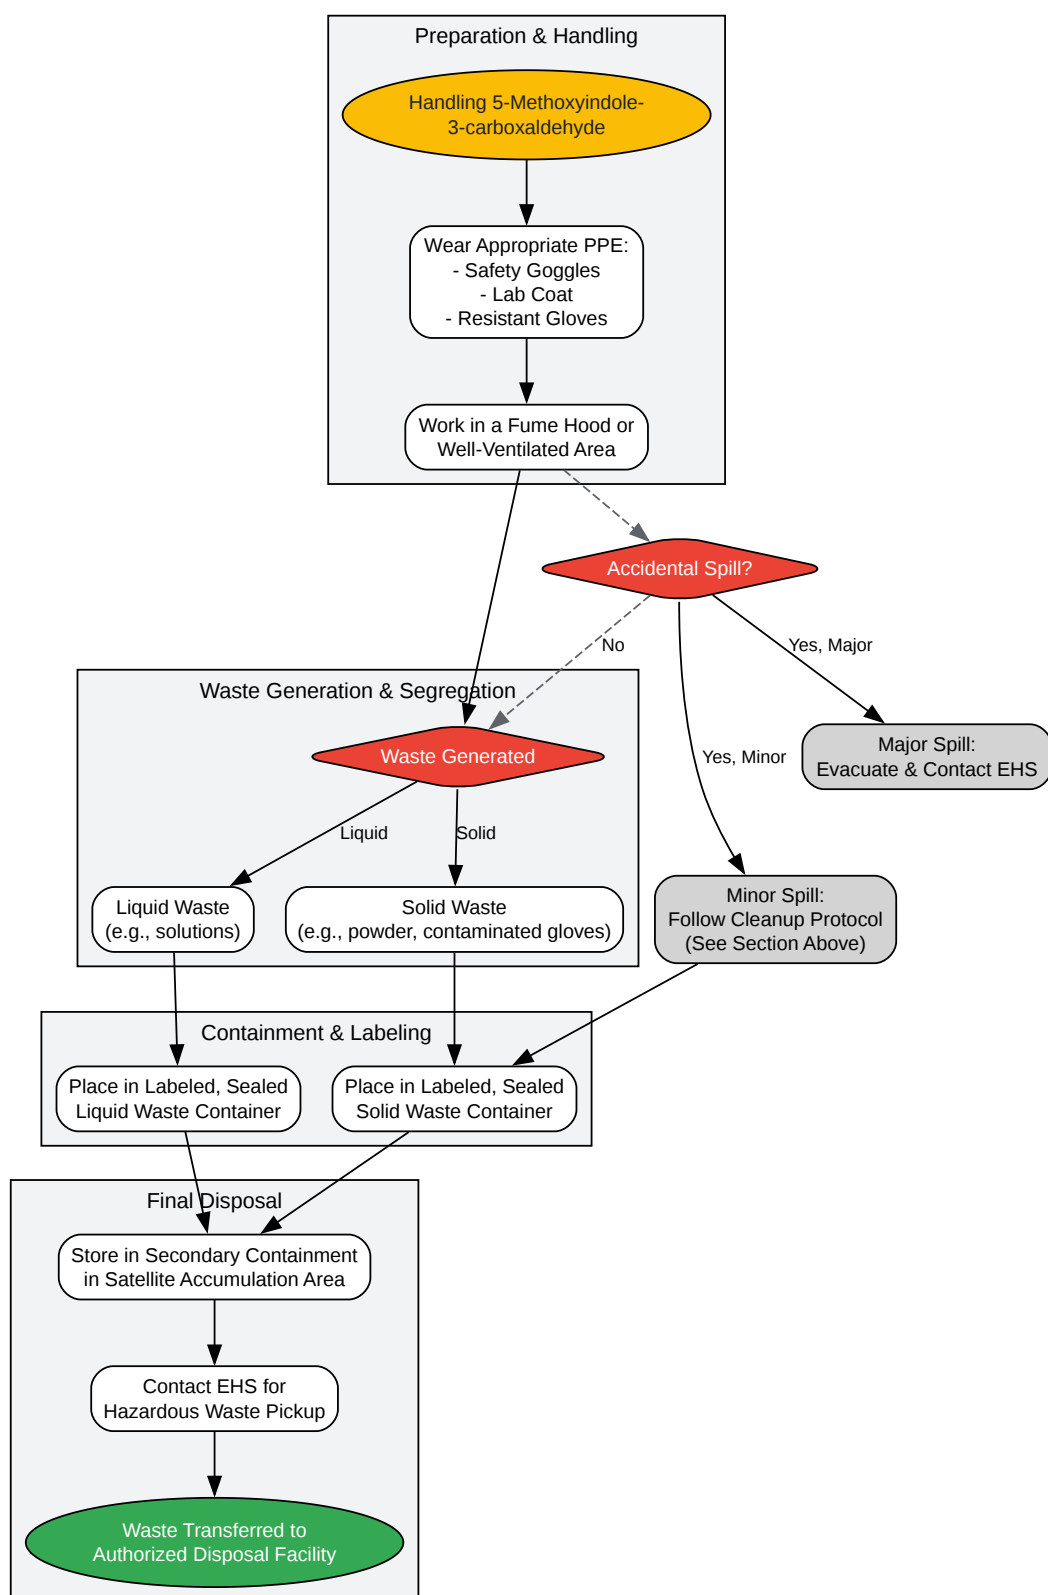 Preparation & Handling
Handling 5-Methoxyindole-
3-carboxaldehyde
Wear Appropriate PPE:
- Safety Goggles
- Lab Coat
- Resistant Gloves
Work in a Fume Hood or
Well-Ventilated Area
Accidental Spill?
No
Yes, Major
Waste Generation & Segregation
Waste Generated
Yes, Minor
Major Spill:
Evacuate & Contact EHS
Liquid
Solid
Liquid Waste
(e.g., solutions)
Solid Waste
(e.g., powder, contaminated gloves)
Minor Spill:
Follow Cleanup Protocol
(See Section Above)
Containment & Labeling
Place in Labeled, Sealed
Liquid Waste Container
Place in Labeled, Sealed
Solid Waste Container
Final Disposal
Store in Secondary Containment
in Satellite Accumulation Area
Contact EHS for
Hazardous Waste Pickup
Waste Transferred to
Authorized Disposal Facility